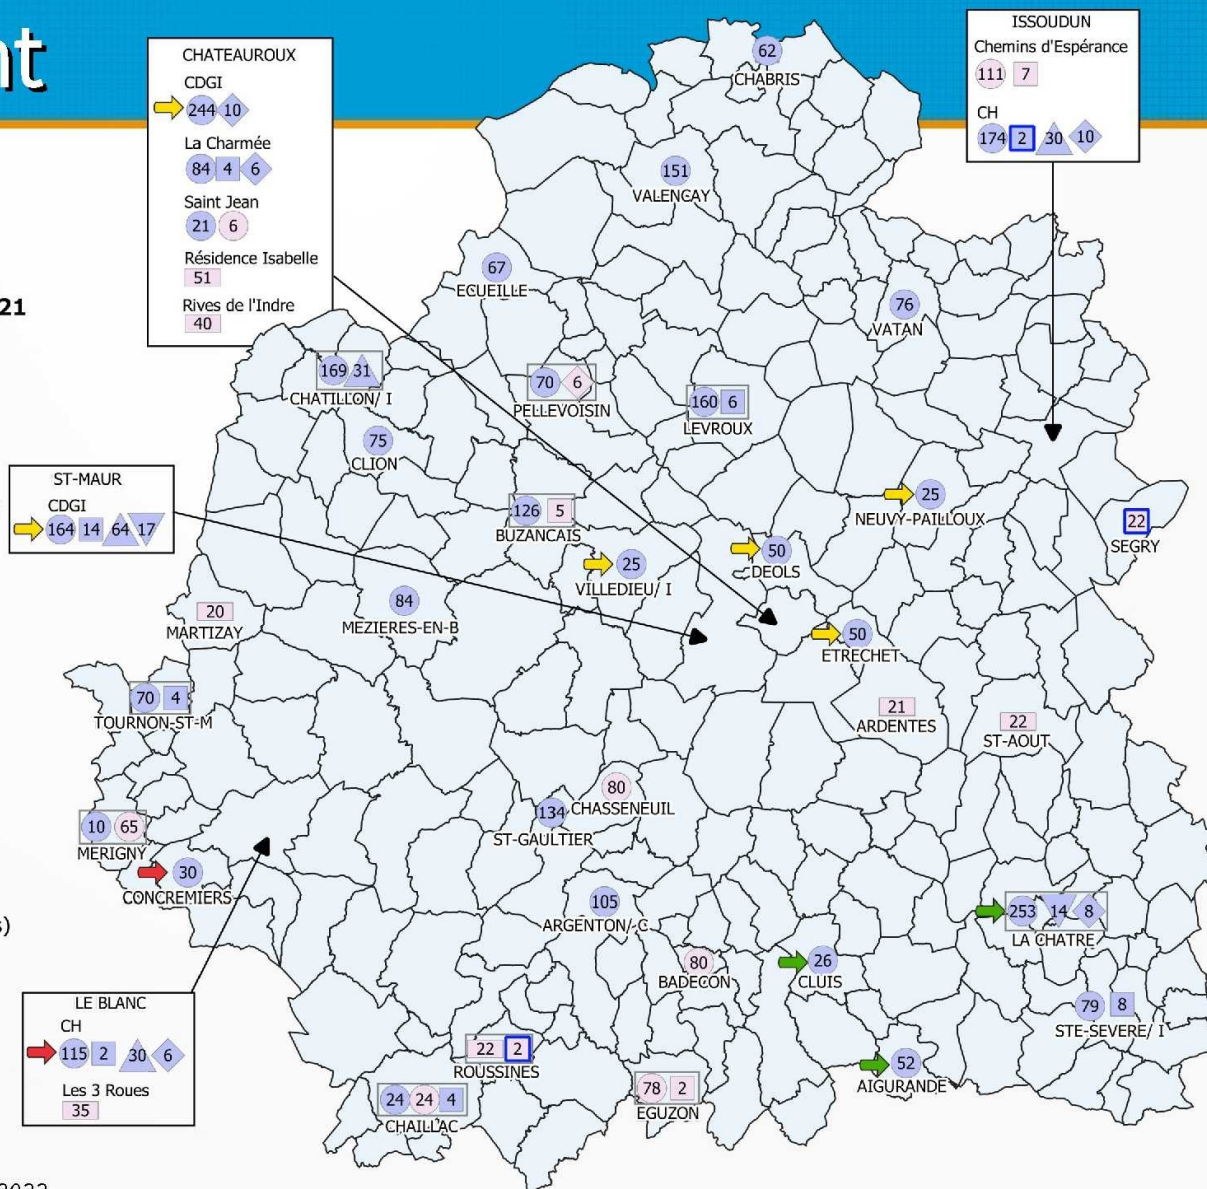 nt
CHATEAUROUX
CDGI
244 10
La Charmée
84 4 6
Saint Jean
21 6
Résidence Isabelle
51
Rives de l'Indre
40
ISSOUDUN
Chemins d'Espérance
111 7
CH
174 2 30 10
62
CHABRIS
151
VALENCAY
67
ECUEILLE
21
76
VATAN
169 31
CHATILLON/ I
70 6
PELLEVOISIN
160 6
LEVROUX
75
CLION
ST-MAUR
CDGI
164 14 64 17
25
NEUVY-PAILLOUX
126 5
BUZANCAIS
22
SEGRY
25
VILLEDIEU/ I
50
DEOLS
84
MEZIERES-EN-B
20
MARTIZAY
50
ETRECHET
70 4
TOURNON-ST-M
21
ARDENTES
22
ST-AOUT
80
CHASSENEUIL
134
ST-GAULTIER
10 65
MERIGNY
30
CONCREMIERS
s)
105
ARGENTON/ C
253 14 8
LA CHATRE
80
BADECON
26
CLUIS
79 8
STE-SEVERE/ I
LE BLANC
CH
115 2 30 6
Les 3 Roues
35
22 2
ROUSSINES
52
AIGURANDE
24 24 4
CHAILLAC
78 2
EGUZON
2022